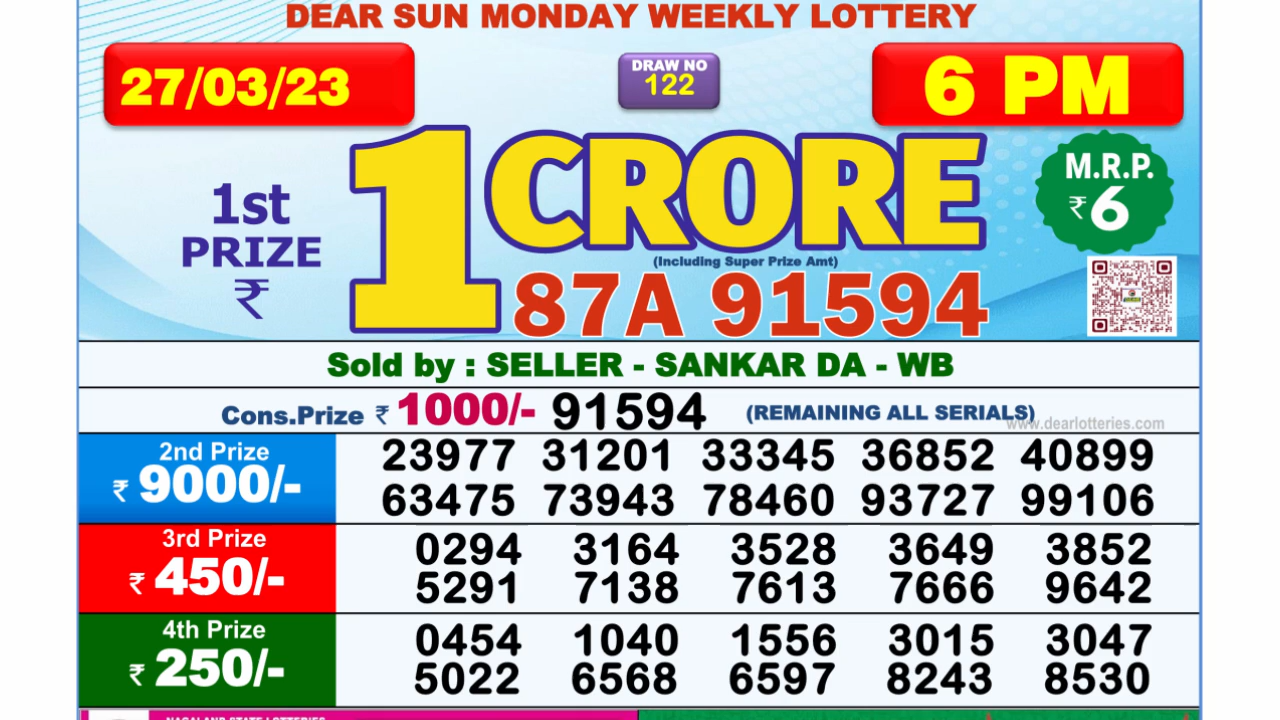 DEAR SUN MONDAY WEEKLY LOTTERY
27/03/23
DRAW NO
122
6 PM
1st
PRIZE
₹
1 CRORE
(Including Super Prize Amt)
87A 91594
M.R.P.
₹6
Sold by : SELLER - SANKAR DA - WB
Cons.Prize ₹ 1000/- 91594 (REMAINING ALL SERIALS)
www.dearlotteries.com
2nd Prize
₹ 9000/-
23977 31201 33345 36852 40899
63475 73943 78460 93727 99106
3rd Prize
₹ 450/-
0294 3164 3528 3649 3852
5291 7138 7613 7666 9642
4th Prize
₹ 250/-
0454 1040 1556 3015 3047
5022 6568 6597 8243 8530
NAGALAND STATE LOTTERIES